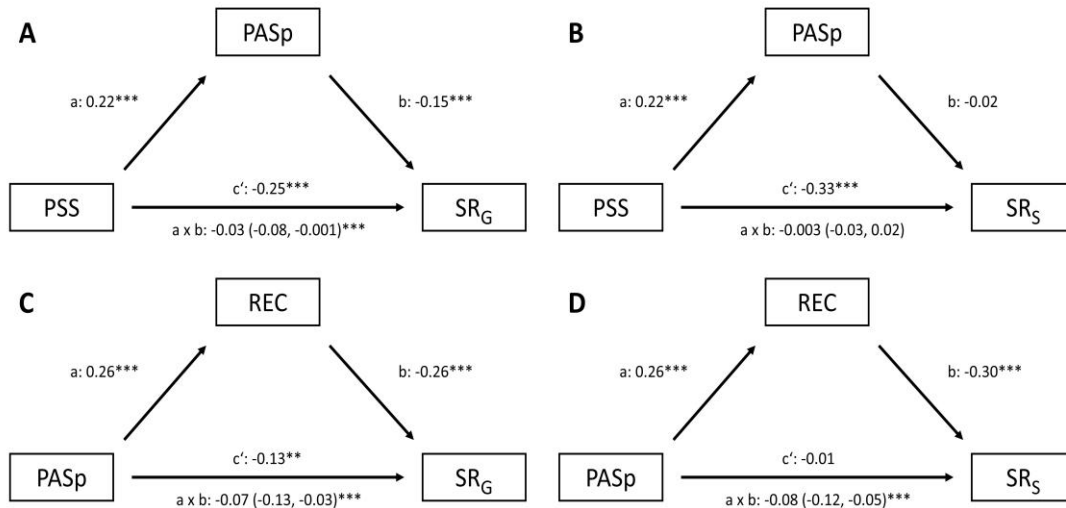 A
PASp
a: 0.22***
b: -0.15***
PSS
c‘: -0.25***
SR_G
a x b: -0.03 (-0.08, -0.001)***
B
PASp
a: 0.22***
b: -0.02
PSS
c‘: -0.33***
SR_S
a x b: -0.003 (-0.03, 0.02)
C
REC
a: 0.26***
b: -0.26***
PASp
c‘: -0.13**
SR_G
a x b: -0.07 (-0.13, -0.03)***
D
REC
a: 0.26***
b: -0.30***
PASp
c‘: -0.01
SR_S
a x b: -0.08 (-0.12, -0.05)***